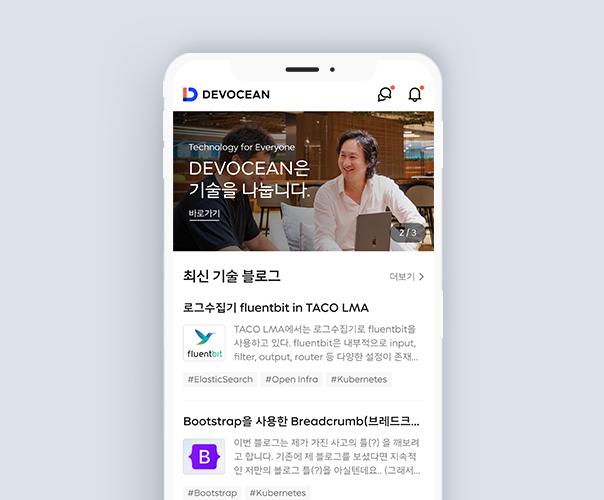 DEVOCEAN
Technology for Everyone
DEVOCEAN은
기술을 나눕니다.
바로가기
2 / 3
최신 기술 블로그
더보기 >
로그수집기 fluentbit in TACO LMA
fluentbit
TACO LMA에서는 로그수집기로 fluentbit을
사용하고 있다. fluentbit은 내부적으로 input,
filter, output, router 등 다양한 설정이 존재...
#ElasticSearch #Open Infra #Kubernetes
Bootstrap을 사용한 Breadcrumb(브레드크...
B
이번 블로그는 제가 가진 사고의 틀(?) 을 깨보려
고 합니다. 기존에 제 블로그를 보셨다면 지속적
인 저만의 블로그 틀(?)을 아실텐데요.. (그래서...
#Bootstrap #Kubernetes